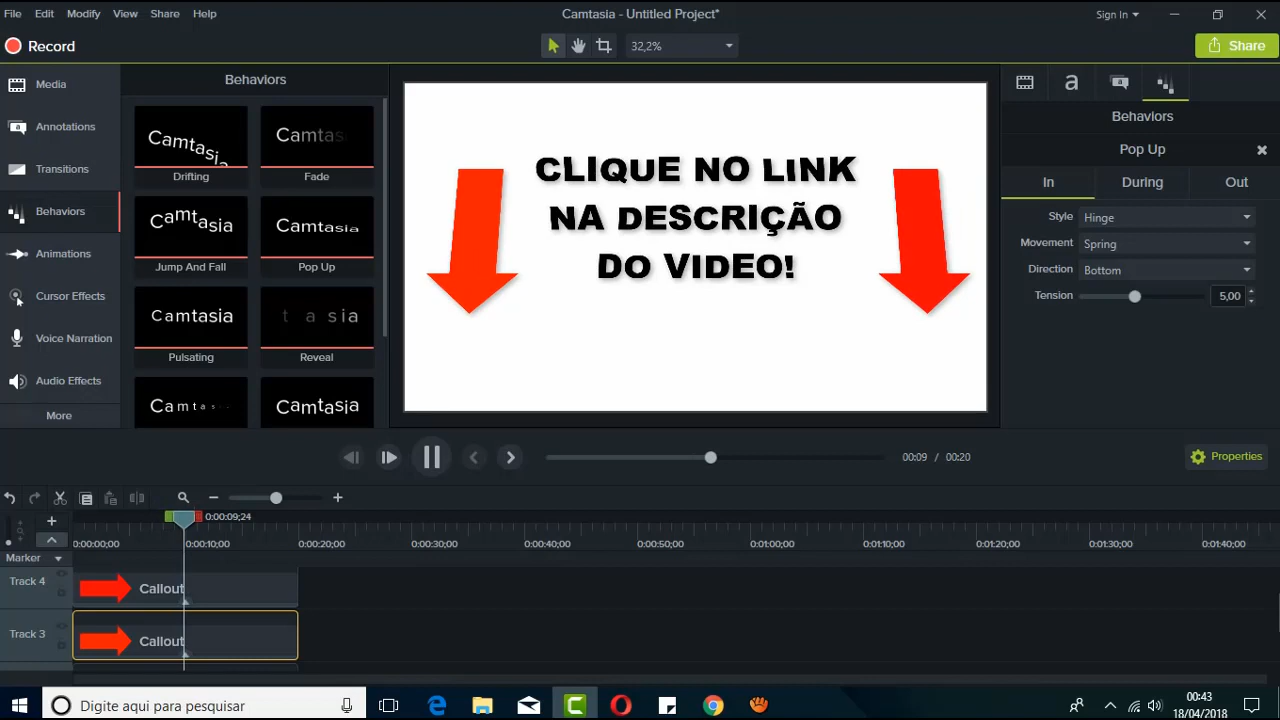 File Edit Modify View Share Help
Camtasia - Untitled Project*
Sign In
Record
32,2%
Share
Media
Annotations
Transitions
Behaviors
Animations
Cursor Effects
Voice Narration
Audio Effects
More
Behaviors
Camtasia
Drifting
Camtas
Fade
Camtasia
Jump And Fall
Camtasia
Pop Up
Camtasia
Pulsating
t a s i a
Reveal
C a m t a s
Camtasia
CLIQUE NO LINK
NA DESCRIÇÃO
DO VIDEO!
a
a
Behaviors
Pop Up
In During Out
Style Hinge
Movement Spring
Direction Bottom
Tension 5,00
00:09 / 00:20
Properties
0:00:09;24
0:00:00;00 0:00:10;00 0:00:20;00 0:00:30;00 0:00:40;00 0:00:50;00 0:01:00;00 0:01:10;00 0:01:20;00 0:01:30;00 0:01:40;00
Marker
Track 4
Callout
Track 3
Callout
Digite aqui para pesquisar
00:43
18/04/2018